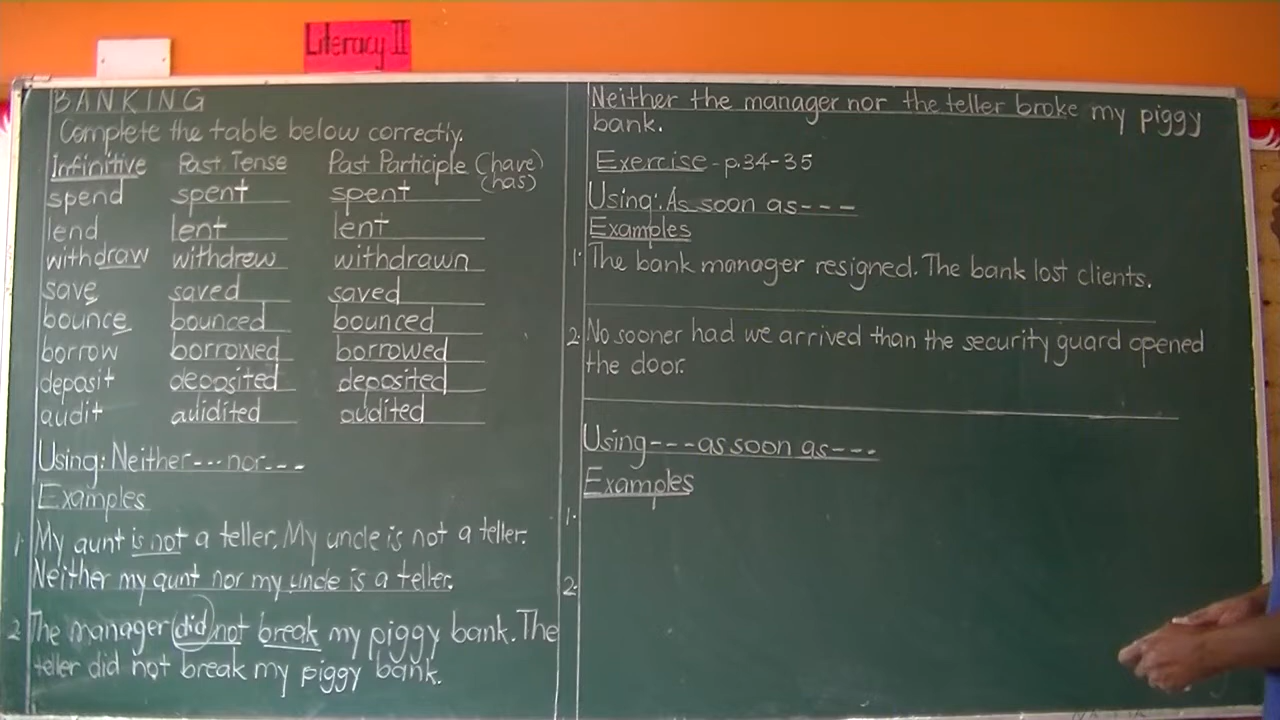 Literacy II
BANKING
Complete the table below correctly.
Infinitive Past Tense Past Participle (have)
(has)
spend spent spent
lend lent lent
withdraw withdrew withdrawn
save saved saved
bounce bounced bounced
borrow borrowed borrowed
deposit deposited deposited
audit audidited audited
Using: Neither---nor---
Examples
1. My aunt is not a teller. My uncle is not a teller.
Neither my aunt nor my uncle is a teller.
2. The manager did not break my piggy bank. The
teller did not break my piggy bank.
Neither the manager nor the teller broke my piggy
bank.
Exercise - p.34-35
Using: As soon as---
Examples
1. The bank manager resigned. The bank lost clients.
2. No sooner had we arrived than the security guard opened
the door.
Using---as soon as---
Examples
1.
2.